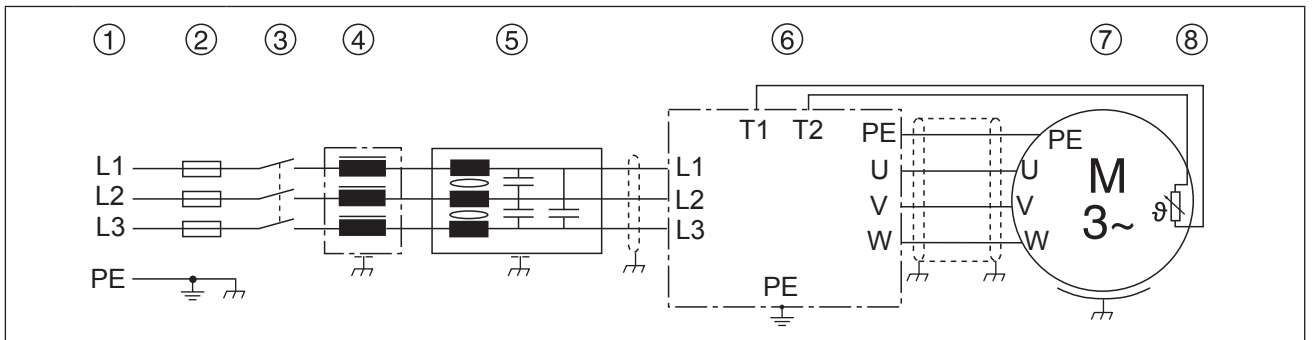 ① ② ③ ④ ⑤ ⑥ ⑦ ⑧
T1 T2
PE PE
L1 L1 U U
L2 L2 V V
L3 L3 W W
M
3~
ϑ
PE PE